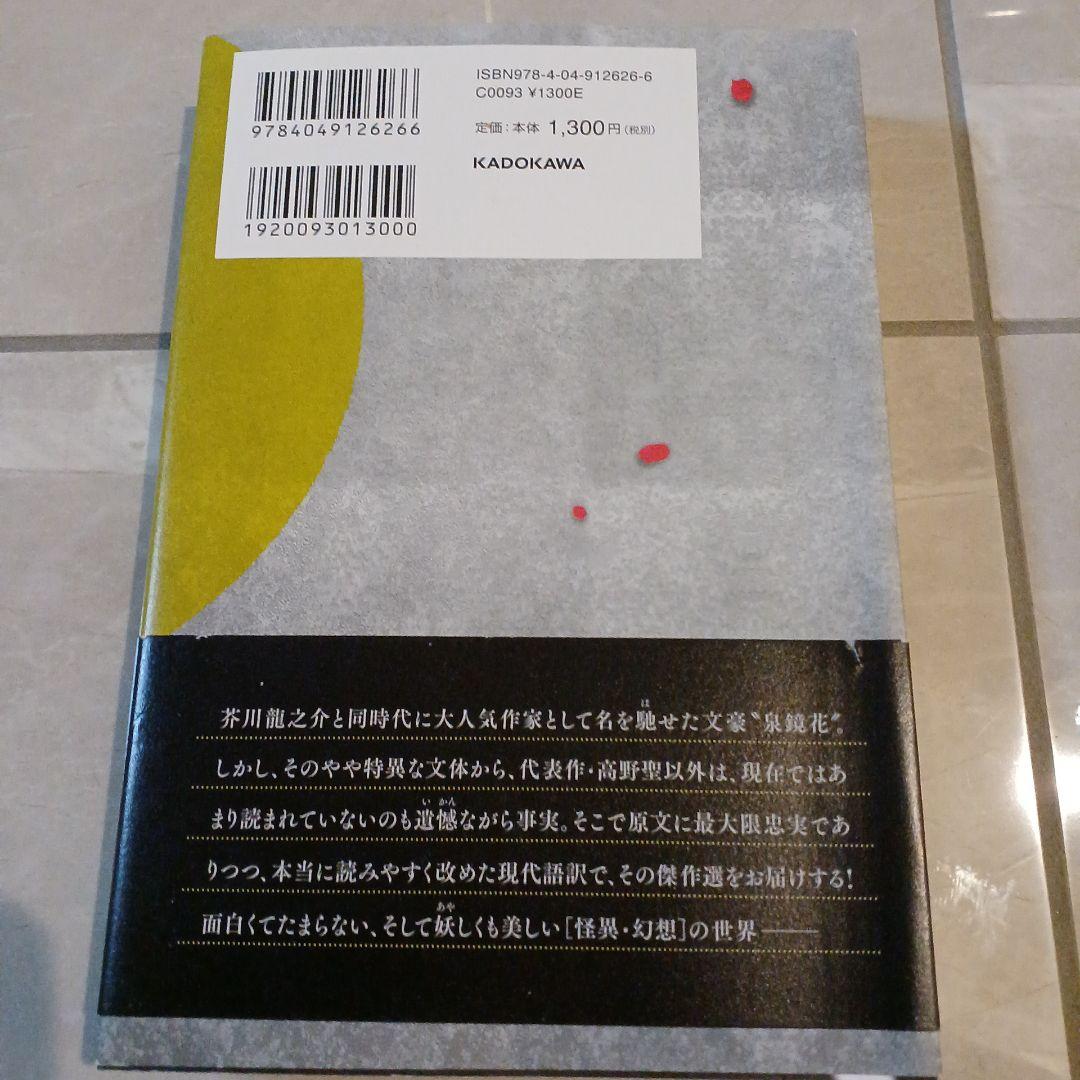 ISBN978-4-04-912626-6
C0093 ¥1300E
定価：本体 1,300円（税別）
KADOKAWA
9784049126266
1920093013000
芥川龍之介と同時代に大人気作家として名を馳せた文豪〝泉鏡花〟。
しかし、そのやや特異な文体から、代表作・高野聖以外は、現在ではあ
まり読まれていないのも遺憾ながら事実。そこで原文に最大限忠実であ
りつつ、本当に読みやすく改めた現代語訳で、その傑作選をお届けする！
面白くてたまらない、そして妖しくも美しい［怪異・幻想］の世界――